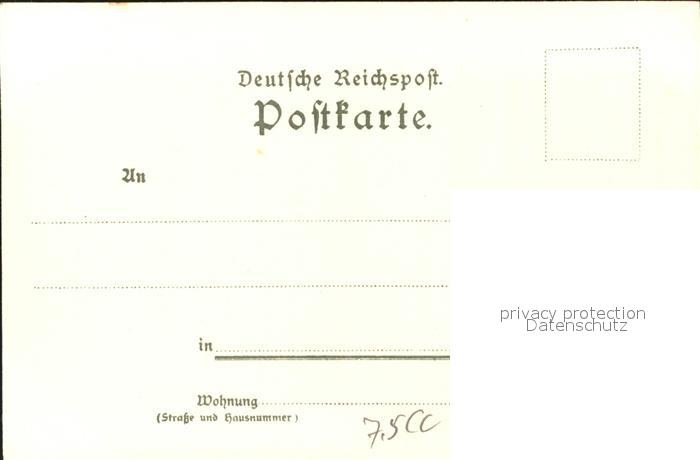 Deutsche Reichspost.
Postkarte.
An
in
Wohnung
(Straße und Hausnummer)
7.5CC
privacy protection
Datenschutz